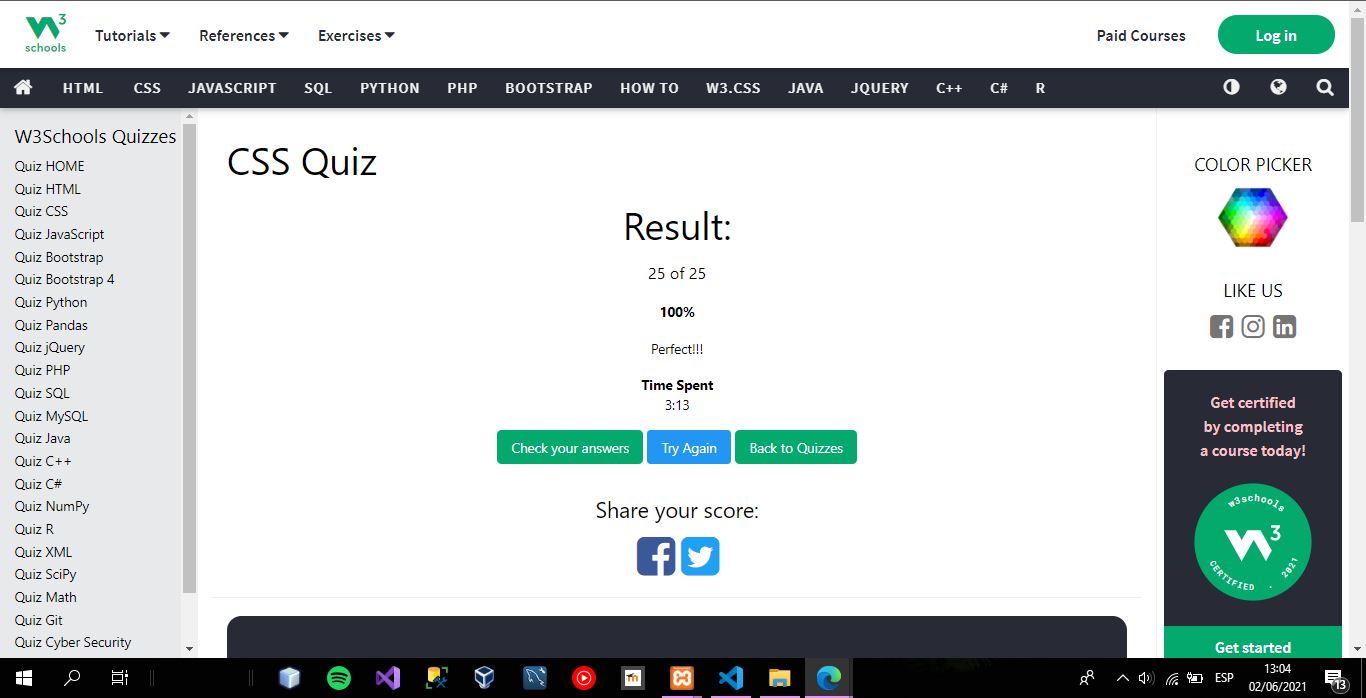 3
schools
Tutorials
References
Exercises
Paid Courses
Log in
HTML
CSS
JAVASCRIPT
SQL
PYTHON
PHP
BOOTSTRAP
HOW TO
W3.CSS
JAVA
JQUERY
C++
C#
R
W3Schools Quizzes
Quiz HOME
Quiz HTML
Quiz CSS
Quiz JavaScript
Quiz Bootstrap
Quiz Bootstrap 4
Quiz Python
Quiz Pandas
Quiz jQuery
Quiz PHP
Quiz SQL
Quiz MySQL
Quiz Java
Quiz C++
Quiz C#
Quiz NumPy
Quiz R
Quiz XML
Quiz SciPy
Quiz Math
Quiz Git
Quiz Cyber Security
CSS Quiz
Result:
25 of 25
100%
Perfect!!!
Time Spent
3:13
Check your answers
Try Again
Back to Quizzes
Share your score:
COLOR PICKER
LIKE US
Get certified
by completing
a course today!
w3schools
3
CERTIFIED . 2021
Get started
ESP
13:04
02/06/2021
13